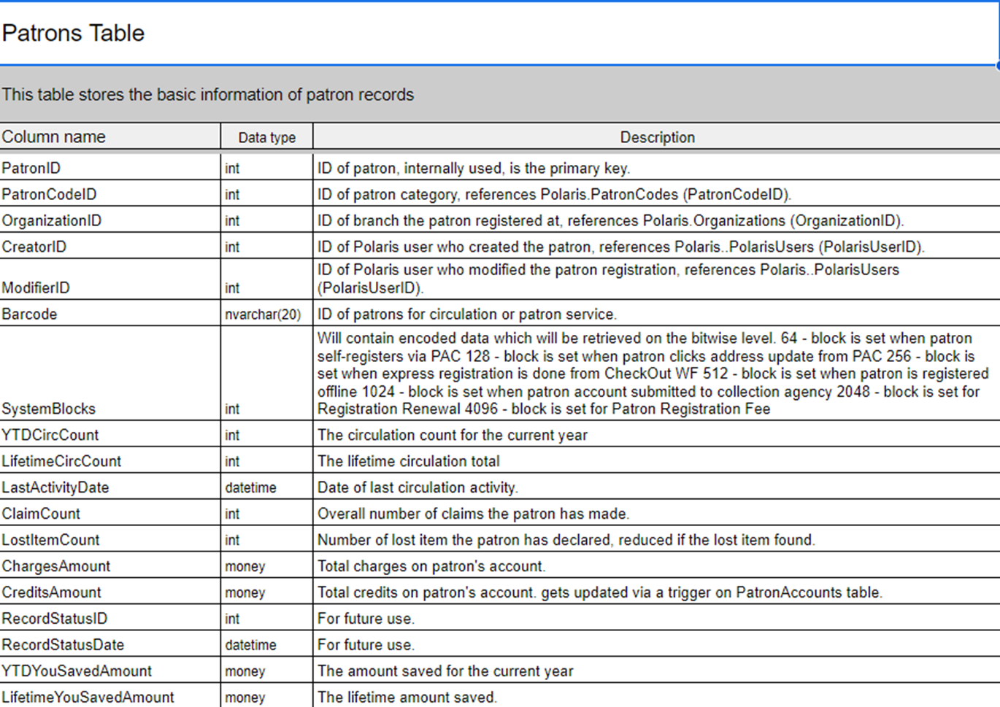 Patrons Table
This table stores the basic information of patron records
Column name Data type Description
PatronID int ID of patron, internally used, is the primary key.
PatronCodeID int ID of patron category, references Polaris.PatronCodes (PatronCodeID).
OrganizationID int ID of branch the patron registered at, references Polaris.Organizations (OrganizationID).
CreatorID int ID of Polaris user who created the patron, references Polaris..PolarisUsers (PolarisUserID).
ID of Polaris user who modified the patron registration, references Polaris..PolarisUsers
ModifierID int (PolarisUserID).
Barcode nvarchar(20) ID of patrons for circulation or patron service.
Will contain encoded data which will be retrieved on the bitwise level. 64 - block is set when patron
self-registers via PAC 128 - block is set when patron clicks address update from PAC 256 - block is
set when express registration is done from CheckOut WF 512 - block is set when patron is registered
offline 1024 - block is set when patron account submitted to collection agency 2048 - block is set for
SystemBlocks int Registration Renewal 4096 - block is set for Patron Registration Fee
YTDCircCount int The circulation count for the current year
LifetimeCircCount int The lifetime circulation total
LastActivityDate datetime Date of last circulation activity.
ClaimCount int Overall number of claims the patron has made.
LostItemCount int Number of lost item the patron has declared, reduced if the lost item found.
ChargesAmount money Total charges on patron's account.
CreditsAmount money Total credits on patron's account. gets updated via a trigger on PatronAccounts table.
RecordStatusID int For future use.
RecordStatusDate datetime For future use.
YTDYouSavedAmount money The amount saved for the current year
LifetimeYouSavedAmount money The lifetime amount saved.